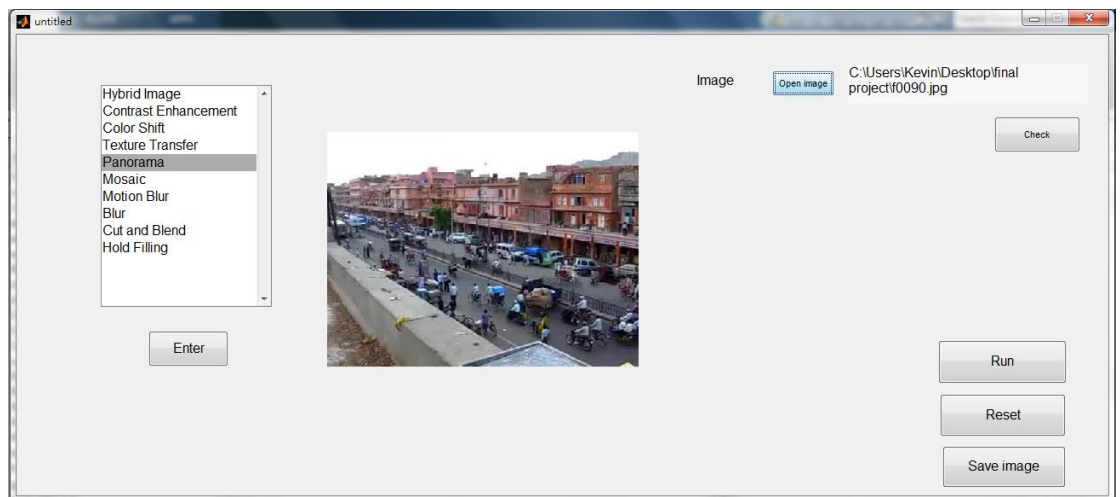 untitled
Image
Open image
C:\Users\Kevin\Desktop\final
project\f0090.jpg
Check
Hybrid Image
Contrast Enhancement
Color Shift
Texture Transfer
Panorama
Mosaic
Motion Blur
Blur
Cut and Blend
Hold Filling
Enter
Run
Reset
Save image